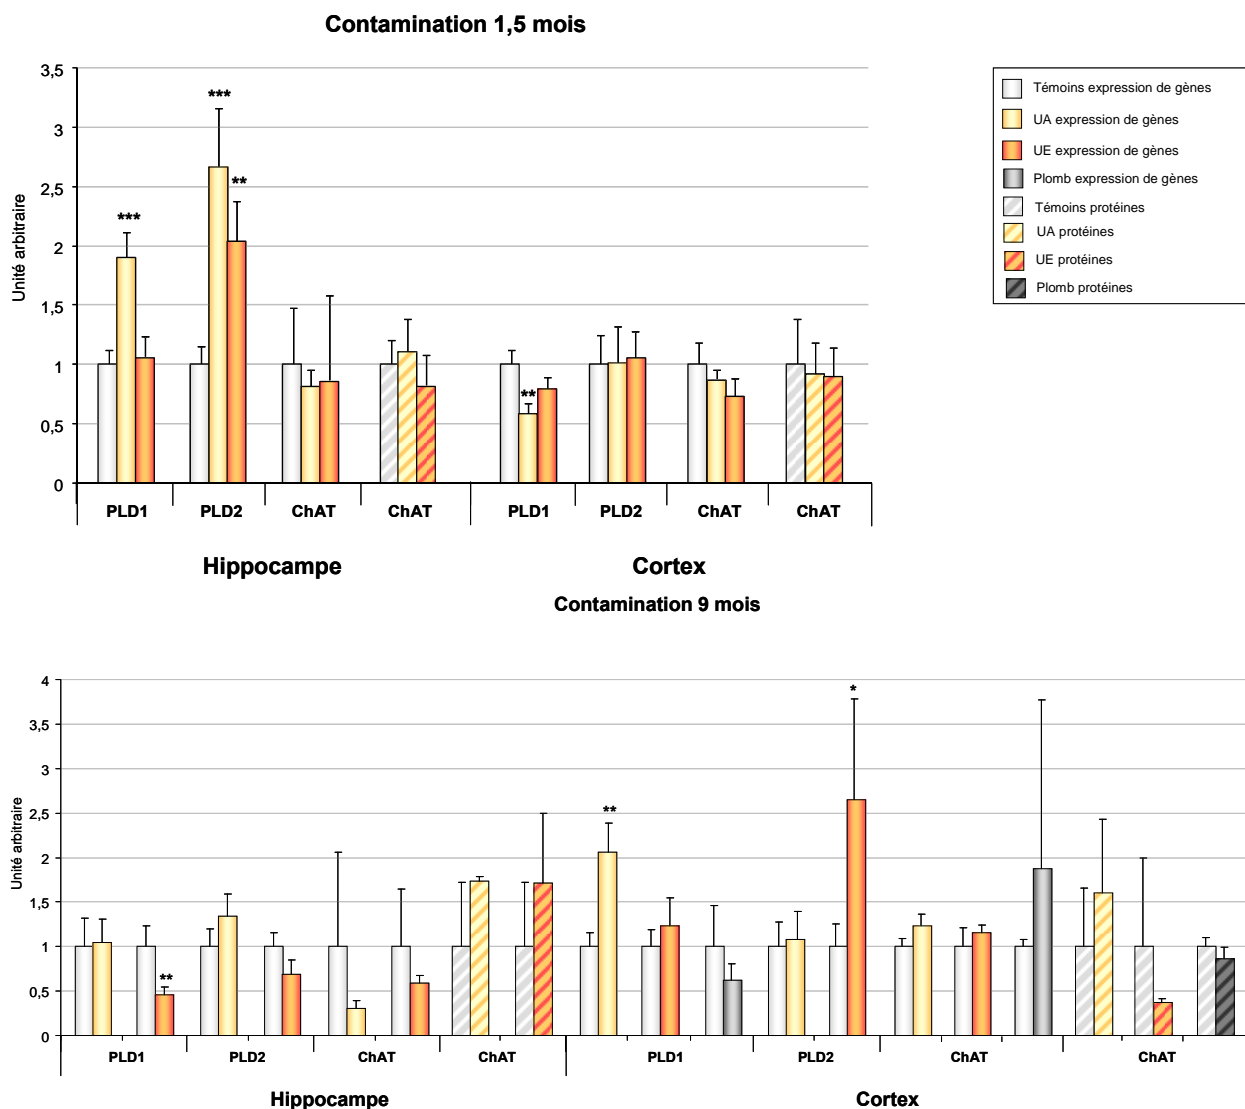 Contamination 1,5 mois
3,5
3
2,5
2
1,5
1
0,5
0
Unité arbitraire
***
***
**
**
PLD1 PLD2 ChAT ChAT PLD1 PLD2 ChAT ChAT
Hippocampe Cortex
Témoins expression de gènes
UA expression de gènes
UE expression de gènes
Plomb expression de gènes
Témoins protéines
UA protéines
UE protéines
Plomb protéines
Contamination 9 mois
4
3,5
3
2,5
2
1,5
1
0,5
0
Unité arbitraire
**
**
*
PLD1 PLD2 ChAT ChAT PLD1 PLD2 ChAT ChAT
Hippocampe Cortex